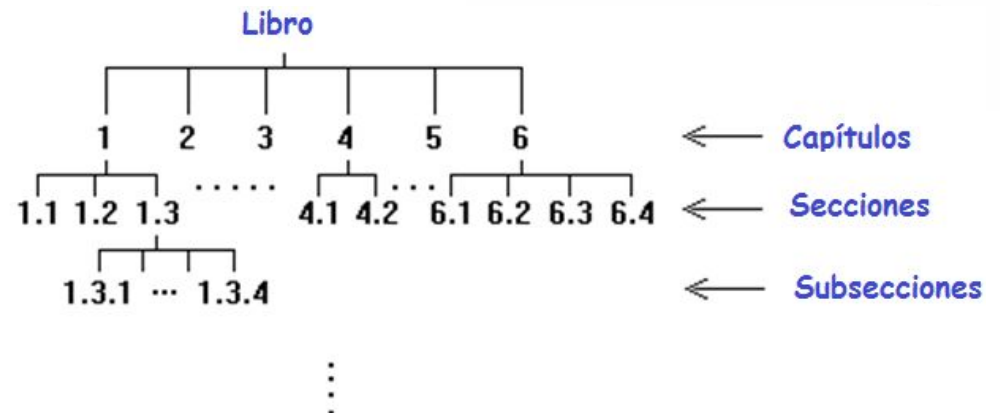 Libro
1 2 3 4 5 6 Capítulos
1.1 1.2 1.3 ..... 4.1 4.2 ... 6.1 6.2 6.3 6.4 Secciones
1.3.1 ... 1.3.4 Subsecciones